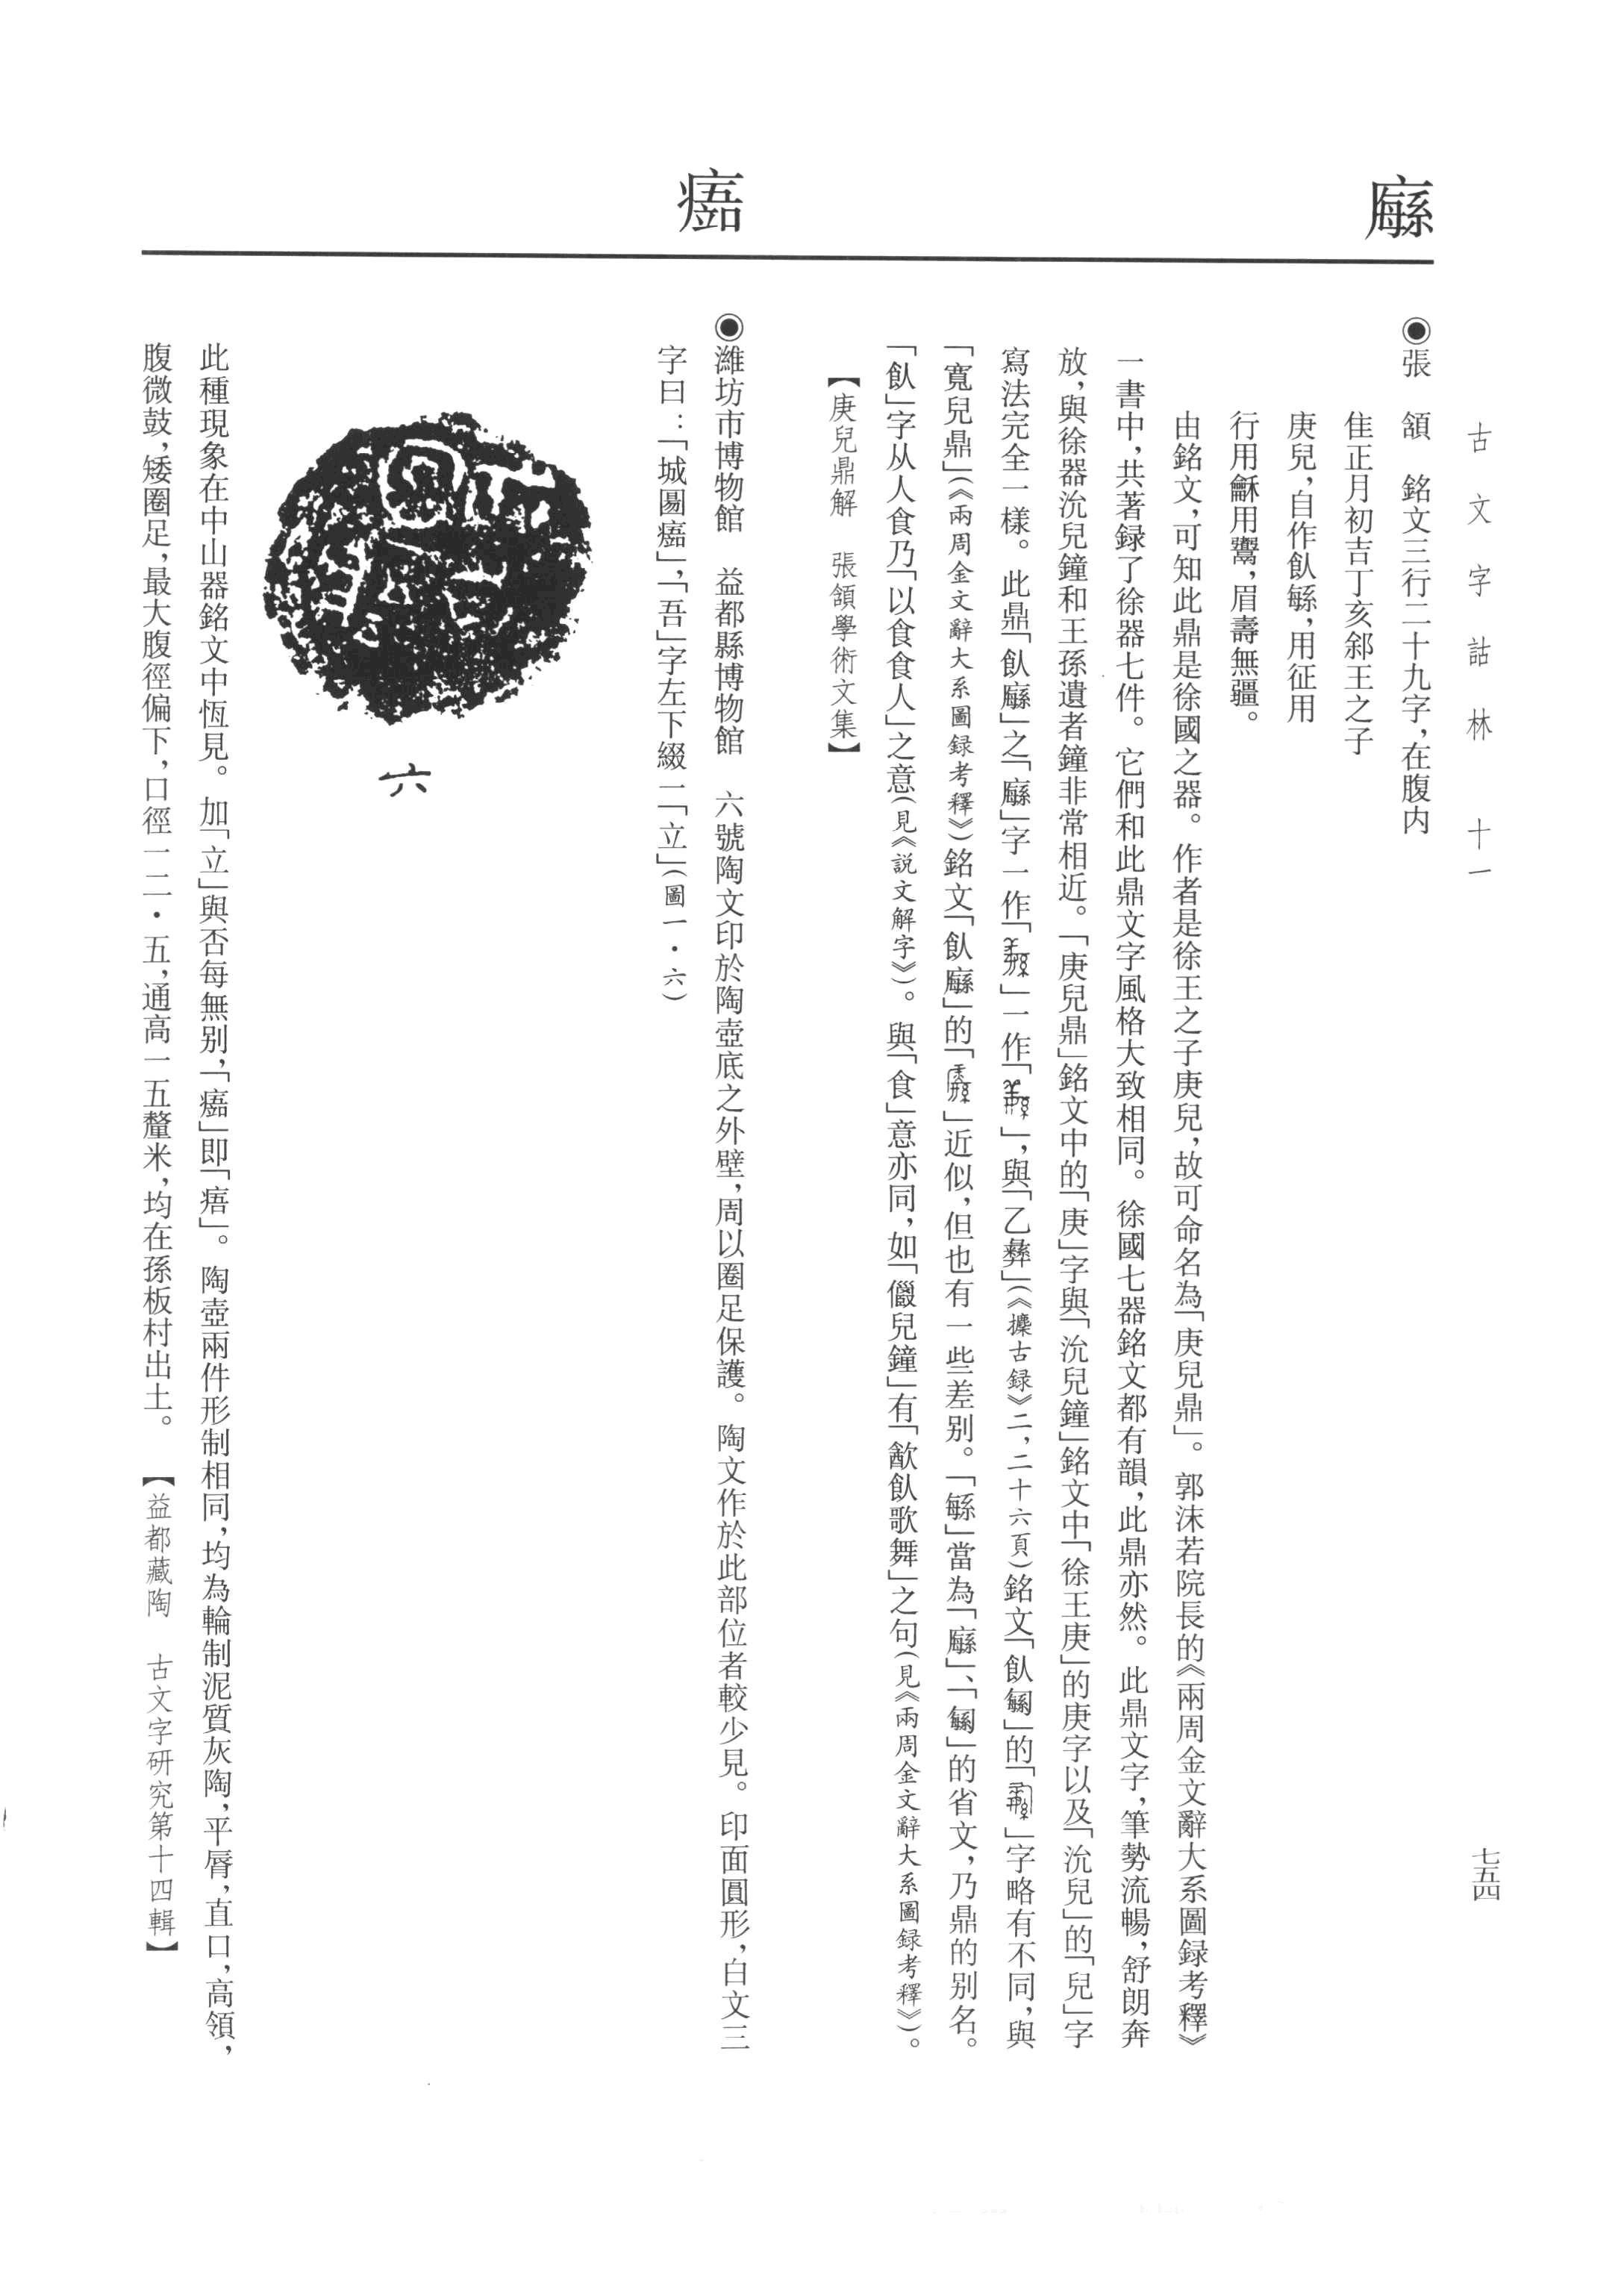 古文字詁林 十一
七五四
◉張 頷 銘文三行二十九字，在腹内
隹正月初吉丁亥䣄王之子
庚兒，自作飤䋣，用征用
行用龢用鬻，眉壽無疆。
由銘文，可知此鼎是徐國之器。作者是徐王之子庚兒，故可命名為「庚兒鼎」。郭沫若院長的《兩周金文辭大系圖録考釋》
一書中，共著録了徐器七件。它們和此鼎文字風格大致相同。徐國七器銘文都有韻，此鼎亦然。此鼎文字，筆勢流暢，舒朗奔
放，與徐器沇兒鐘和王孫遺者鐘非常相近。「庚兒鼎」銘文中的「庚」字與「沇兒鐘」銘文中「徐王庚」的庚字以及「沇兒」的「兒」字
寫法完全一樣。此鼎「飤」之「」字一作「」一作「」，與「乙彝」（《攈古録》二，二十六頁）銘文「飤」的「」字略有不同，與
「寬兒鼎」（《兩周金文辭大系圖録考釋》）銘文「飤」的「」近似，但也有一些差别。「䋣」當為「」、「」的省文，乃鼎的别名。
「飤」字从人食乃「以食食人」之意（見《説文解字》）。與「食」意亦同，如「儠兒鐘」有「歓飤歌舞」之句（見《兩周金文辭大系圖録考釋》）。
【庚兒鼎解 張頷學術文集】
◉濰坊市博物館 益都縣博物館 六號陶文印於陶壺底之外壁，周以圈足保護。陶文作於此部位者較少見。印面圓形，白文三
字曰：「城圆」，「吾」字左下綴一「立」（圖一・六）
六
此種現象在中山器銘文中恆見。加「立」與否每無别，「」即「痦」。陶壺兩件形制相同，均為輪制泥質灰陶，平脣，直口，高領，
腹微鼓，矮圈足，最大腹徑偏下，口徑一二・五，通高一五釐米，均在孫板村出土。 【益都藏陶 古文字研究第十四輯】